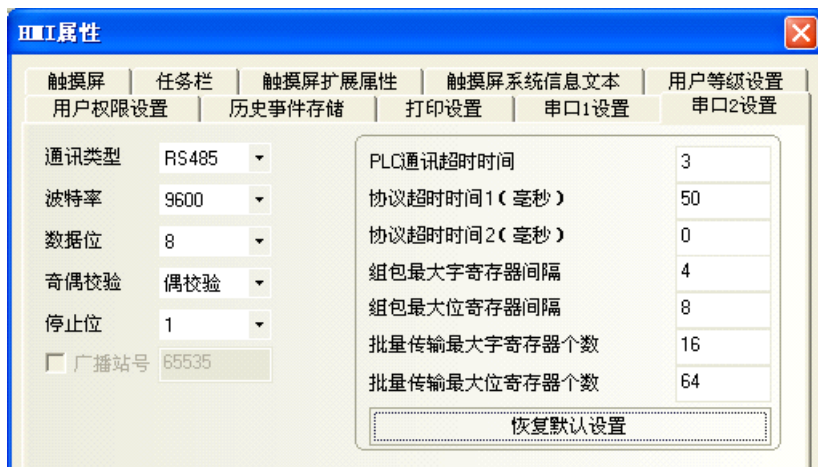 HMI属性
触摸屏 任务栏 触摸屏扩展属性 触摸屏系统信息文本 用户等级设置
用户权限设置 历史事件存储 打印设置 串口1设置 串口2设置
通讯类型 RS485
波特率 9600
数据位 8
奇偶校验 偶校验
停止位 1
广播站号 65535
PLC通讯超时时间 3
协议超时时间1(毫秒) 50
协议超时时间2(毫秒) 0
组包最大字寄存器间隔 4
组包最大位寄存器间隔 8
批量传输最大字寄存器个数 16
批量传输最大位寄存器个数 64
恢复默认设置